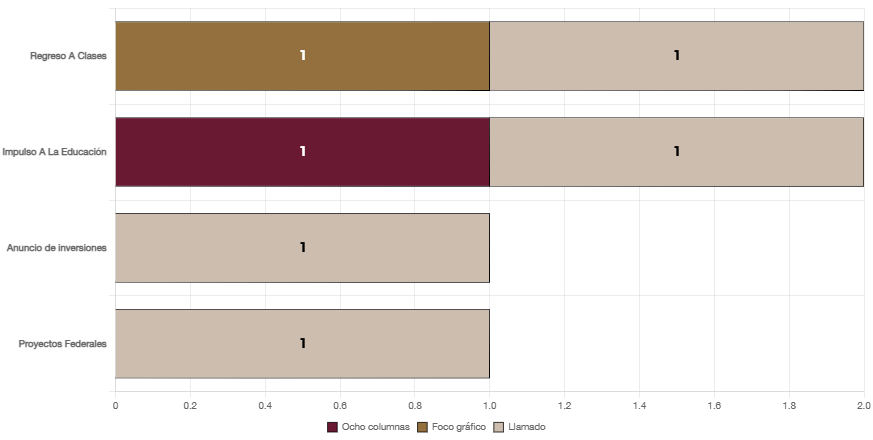 Regreso A Clases
1
1
Impulso A La Educación
1
1
Anuncio de inversiones
1
Proyectos Federales
1
0
0.2
0.4
0.6
0.8
1.0
1.2
1.4
1.6
1.8
2.0
Ocho columnas
Foco gráfico
Llamado